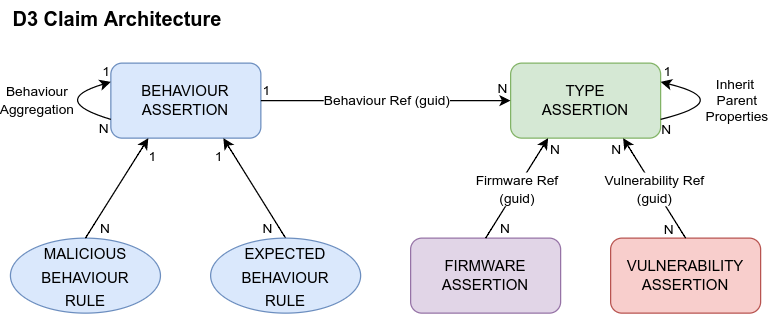 D3 Claim Architecture
1
Behaviour
Aggregation
N
BEHAVIOUR
ASSERTION
1
Behaviour Ref (guid)
N
TYPE
ASSERTION
1
Inherit
Parent
Properties
N
1
1
N
N
Firmware Ref
(guid)
Vulnerability Ref
(guid)
N
N
N
N
MALICIOUS
BEHAVIOUR
RULE
EXPECTED
BEHAVIOUR
RULE
FIRMWARE
ASSERTION
VULNERABILITY
ASSERTION